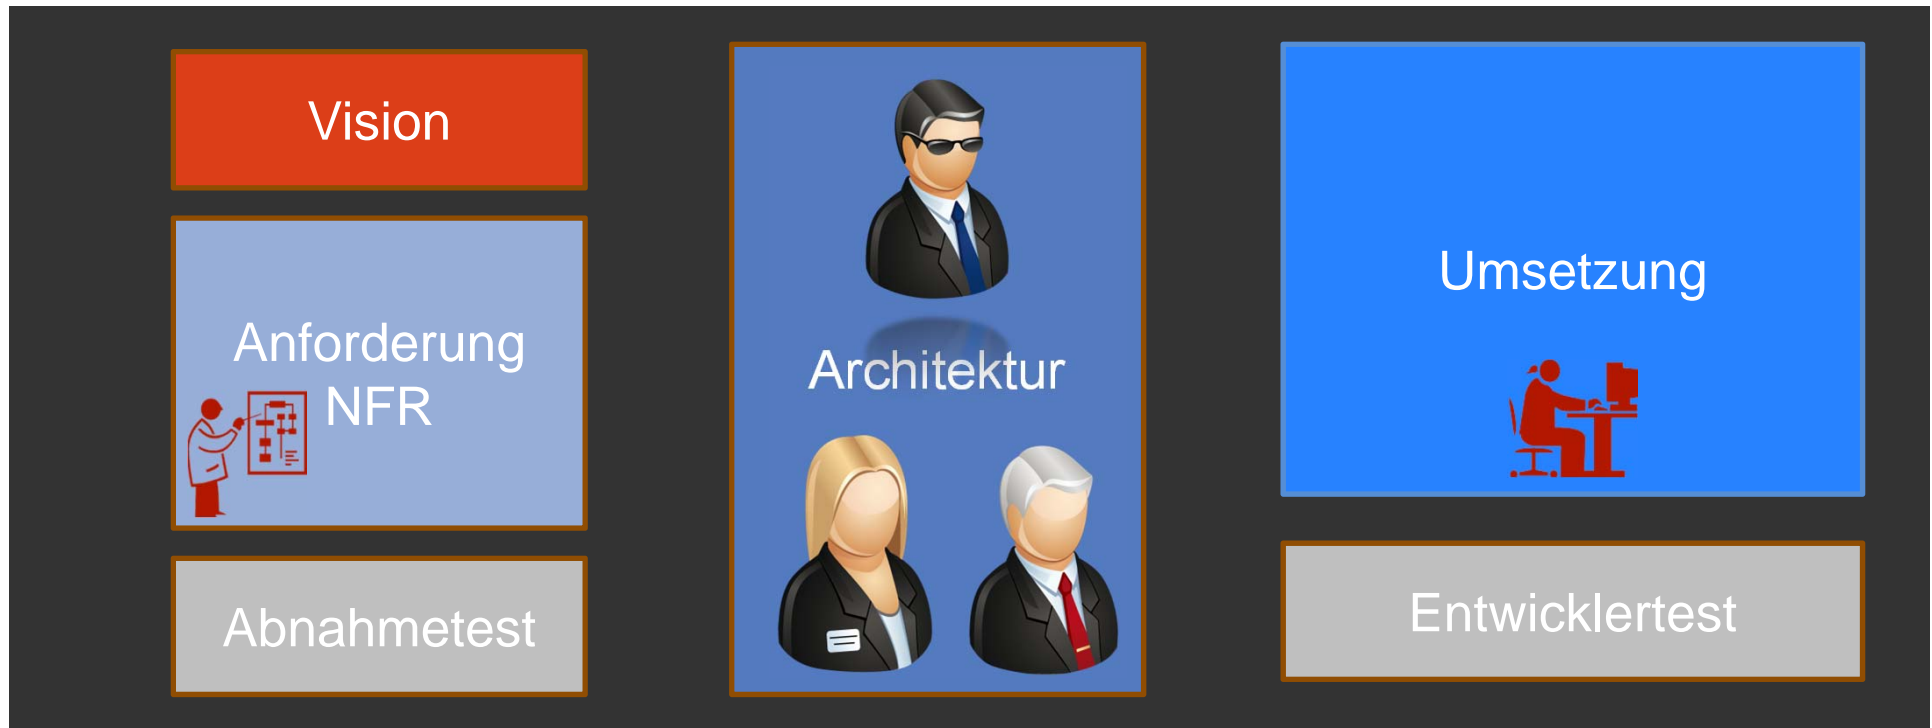 Vision
Anforderung
NFR
Abnahmetest
Architektur
Umsetzung
Entwicklertest